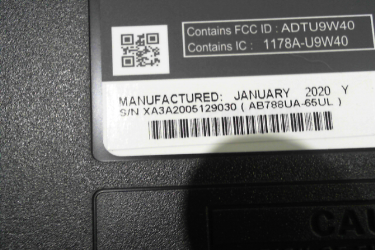 Contains FCC ID : ADTU9W40
Contains IC : 1178A-U9W40
MANUFACTURED: JANUARY 2020 Y
S/N XA3A2005129030 ( AB788UA-65UL )